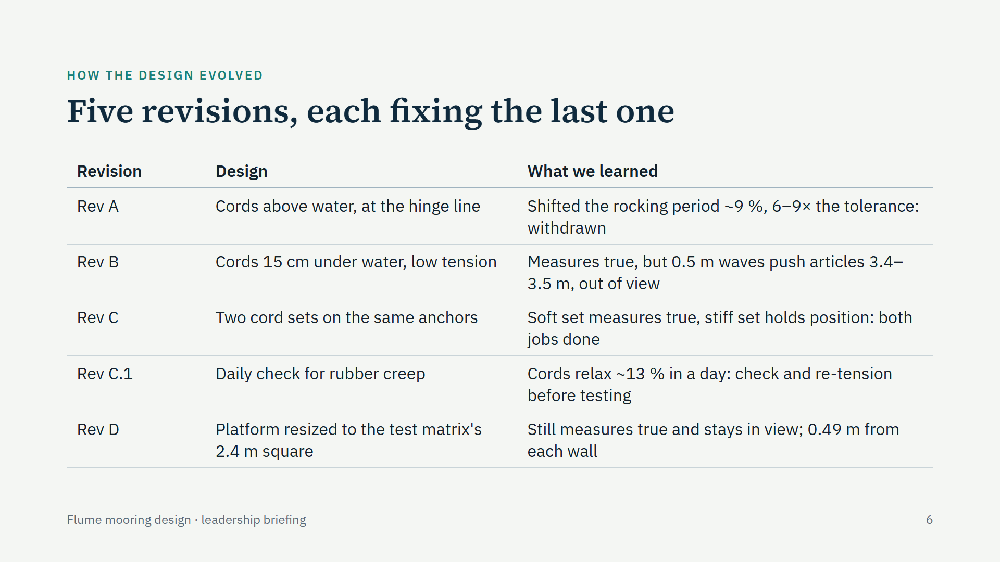 HOW THE DESIGN EVOLVED
Five revisions, each fixing the last one
Revision Design What we learned
Rev A Cords above water, at the hinge line Shifted the rocking period ~9 %, 6–9× the tolerance:
withdrawn
Rev B Cords 15 cm under water, low tension Measures true, but 0.5 m waves push articles 3.4–
3.5 m, out of view
Rev C Two cord sets on the same anchors Soft set measures true, stiff set holds position: both
jobs done
Rev C.1 Daily check for rubber creep Cords relax ~13 % in a day: check and re-tension
before testing
Rev D Platform resized to the test matrix's Still measures true and stays in view; 0.49 m from
2.4 m square each wall
Flume mooring design · leadership briefing 6